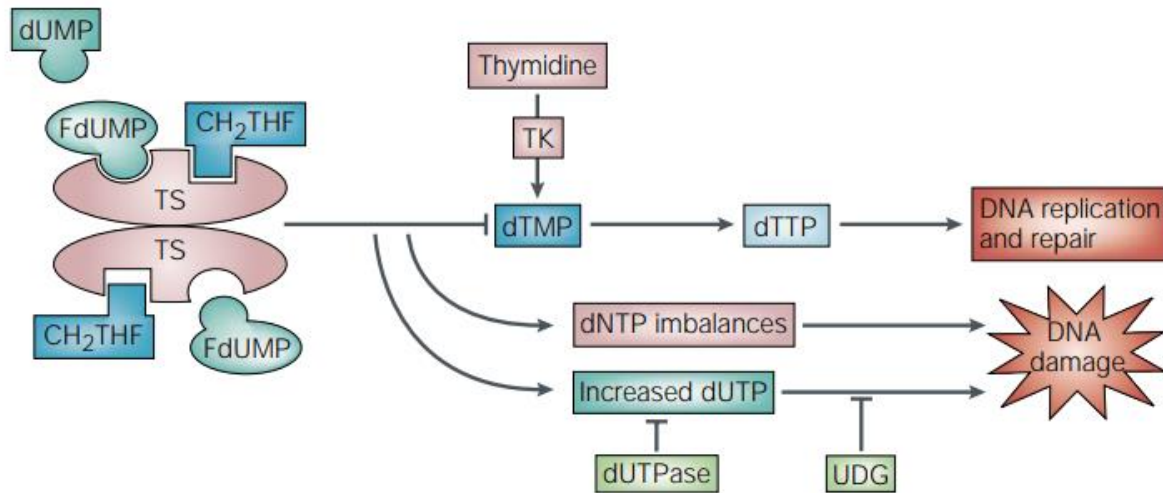 dUMP
FdUMP
CH₂THF
TS
TS
CH₂THF
FdUMP
Thymidine
TK
dTMP
dTTP
DNA replication
and repair
dNTP imbalances
DNA
damage
Increased dUTP
dUTPase
UDG